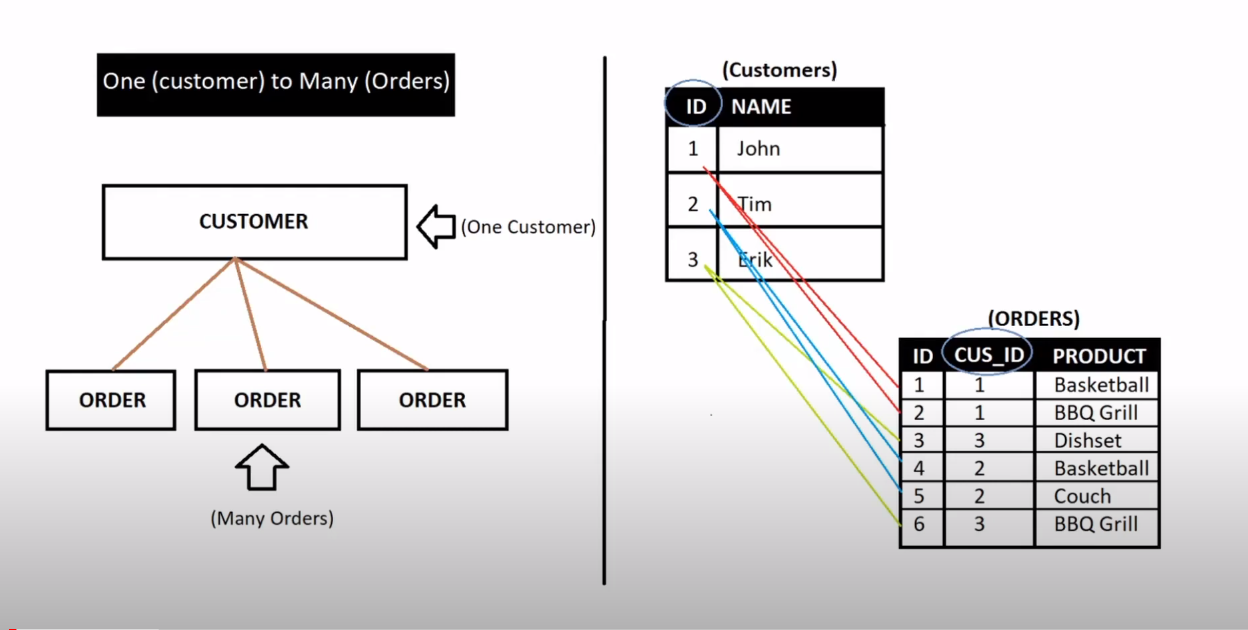 One (customer) to Many (Orders)
CUSTOMER
(One Customer)
ORDER ORDER ORDER
(Many Orders)
(Customers)
ID NAME
1 John
2 Tim
3 Erik
(ORDERS)
ID CUS_ID PRODUCT
1 1 Basketball
2 1 BBQ Grill
3 3 Dishset
4 2 Basketball
5 2 Couch
6 3 BBQ Grill